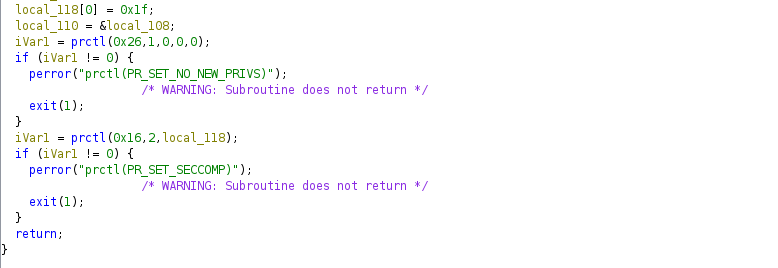 local_118[0] = 0x1f;
local_110 = &local_108;
iVar1 = prctl(0x26,1,0,0,0);
if (iVar1 != 0) {
perror("prctl(PR_SET_NO_NEW_PRIVS)");
/* WARNING: Subroutine does not return */
exit(1);
}
iVar1 = prctl(0x16,2,local_118);
if (iVar1 != 0) {
perror("prctl(PR_SET_SECCOMP)");
/* WARNING: Subroutine does not return */
exit(1);
}
return;
}